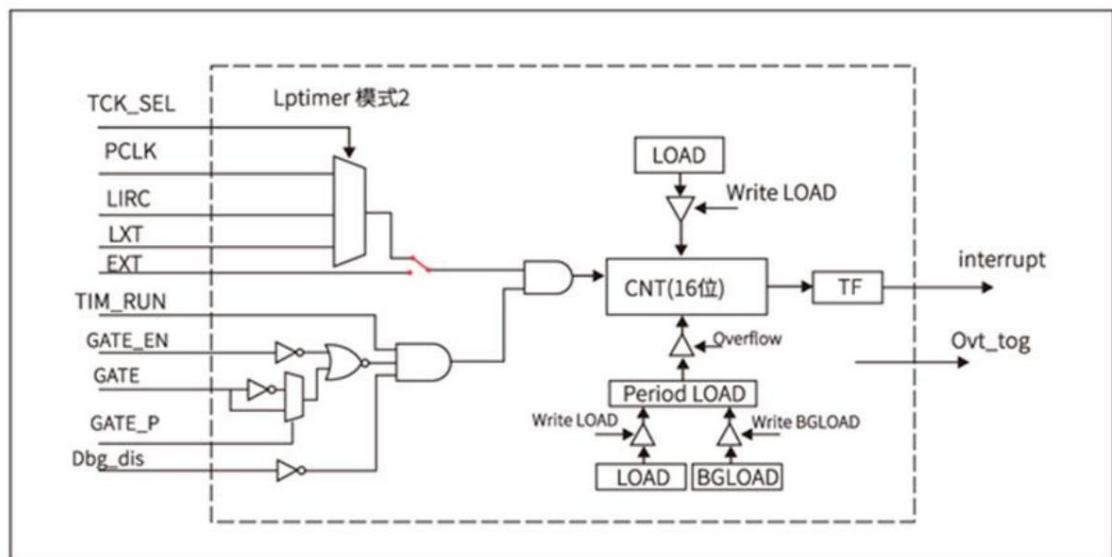 Lptimer 模式2
TCK_SEL
PCLK
LIRC
LXT
EXT
TIM_RUN
GATE_EN
GATE
GATE_P
Dbg_dis
LOAD
Write LOAD
CNT(16位)
TF
interrupt
Ovt_tog
Overflow
Period LOAD
Write LOAD
Write BGLOAD
LOAD
BGLOAD